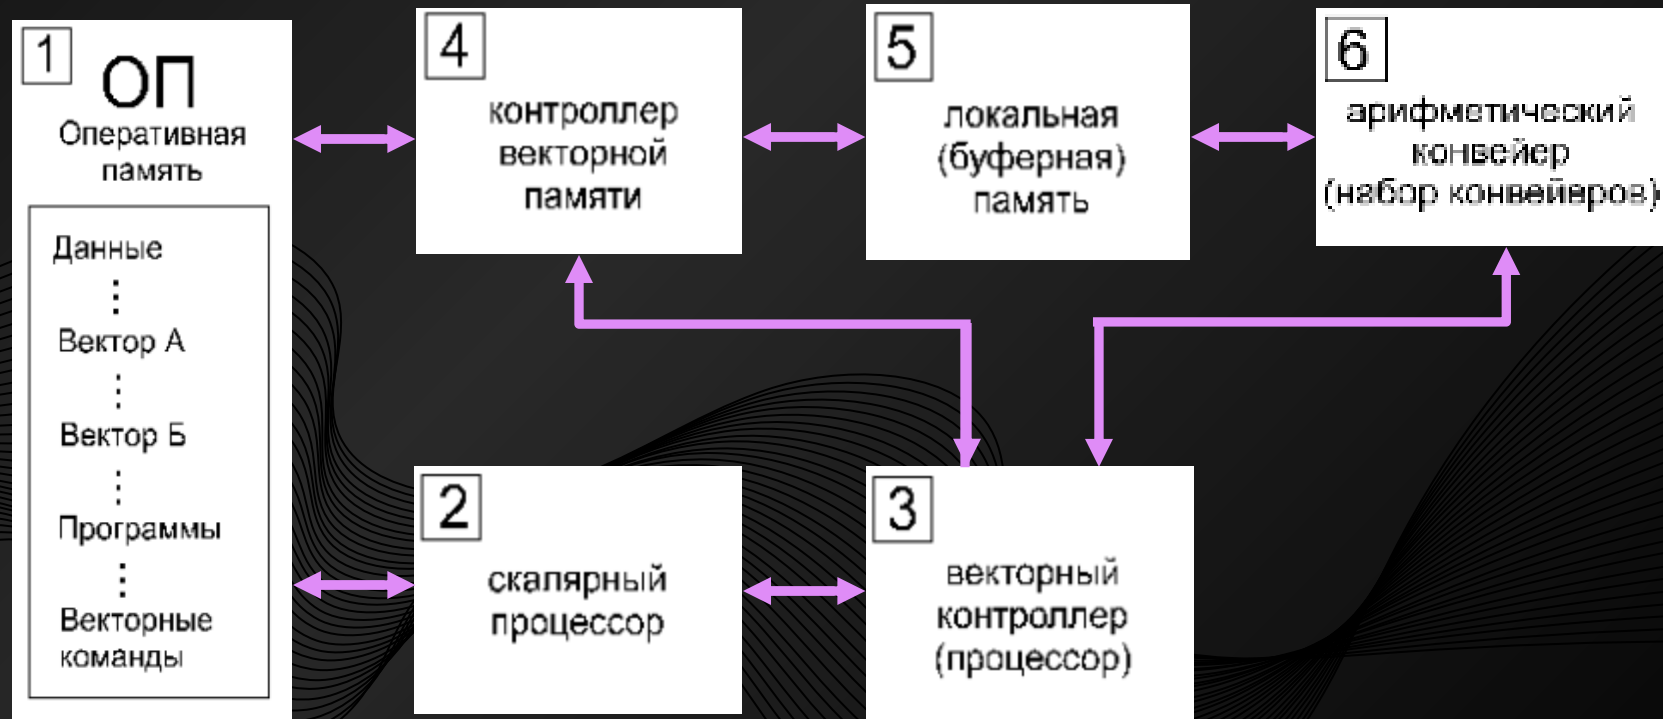 1
ОП
Оперативная
память
Данные
Вектор А
Вектор Б
Программы
Векторные
команды
4
контроллер
векторной
памяти
5
локальная
(буферная)
память
6
арифметический
конвейер
(набор конвейеров)
2
скалярный
процессор
3
векторный
контроллер
(процессор)